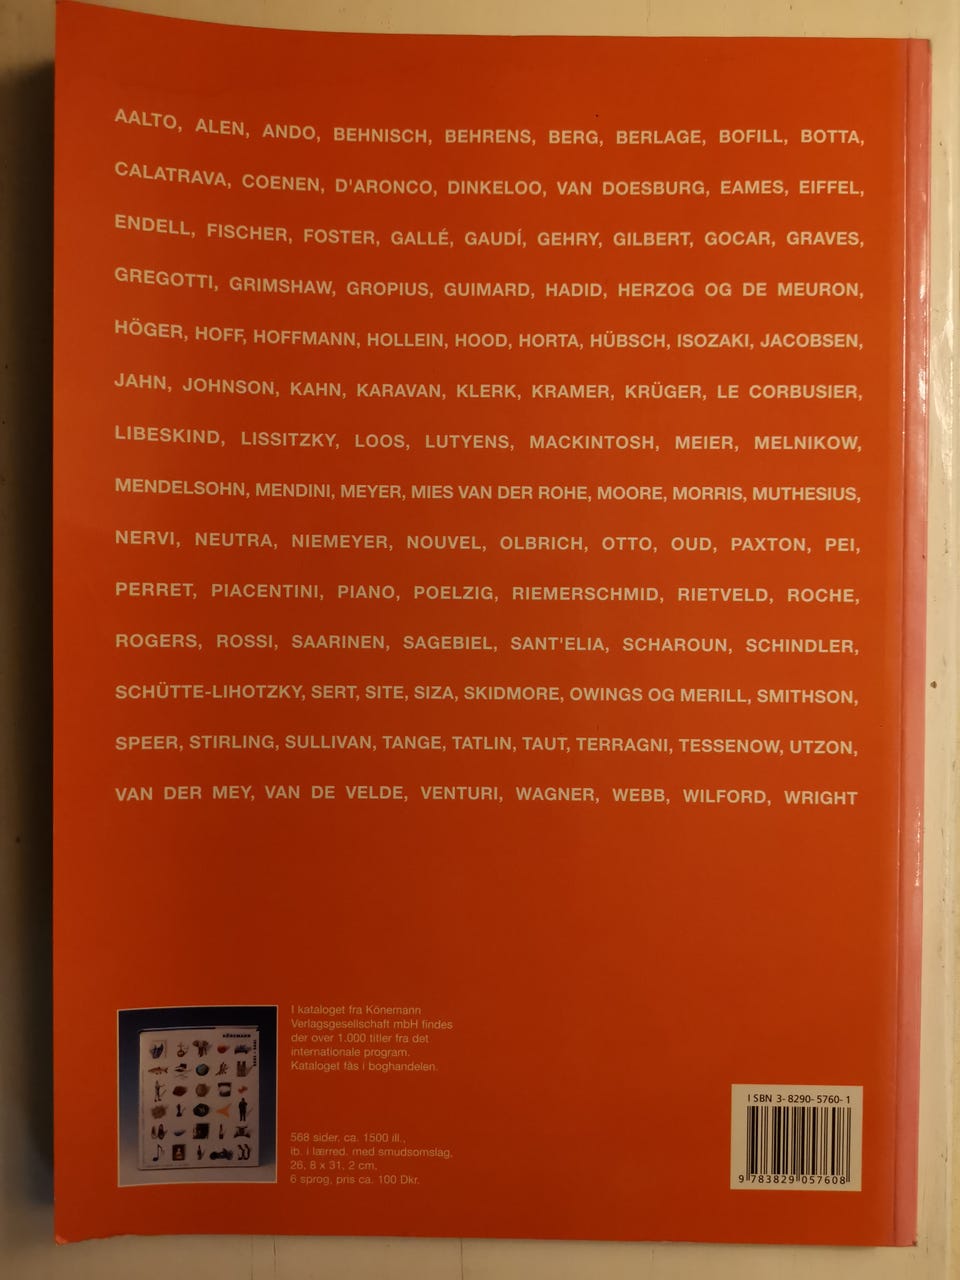 AALTO, ALEN, ANDO, BEHNISCH, BEHRENS, BERG, BERLAGE, BOFILL, BOTTA,
CALATRAVA, COENEN, D'ARONCO, DINKELOO, VAN DOESBURG, EAMES, EIFFEL,
ENDELL, FISCHER, FOSTER, GALLÉ, GAUDÍ, GEHRY, GILBERT, GOCAR, GRAVES,
GREGOTTI, GRIMSHAW, GROPIUS, GUIMARD, HADID, HERZOG OG DE MEURON,
HÖGER, HOFF, HOFFMANN, HOLLEIN, HOOD, HORTA, HÜBSCH, ISOZAKI, JACOBSEN,
JAHN, JOHNSON, KAHN, KARAVAN, KLERK, KRAMER, KRÜGER, LE CORBUSIER,
LIBESKIND, LISSITZKY, LOOS, LUTYENS, MACKINTOSH, MEIER, MELNIKOW,
MENDELSOHN, MENDINI, MEYER, MIES VAN DER ROHE, MOORE, MORRIS, MUTHESIUS,
NERVI, NEUTRA, NIEMEYER, NOUVEL, OLBRICH, OTTO, OUD, PAXTON, PEI,
PERRET, PIACENTINI, PIANO, POELZIG, RIEMERSCHMID, RIETVELD, ROCHE,
ROGERS, ROSSI, SAARINEN, SAGEBIEL, SANT'ELIA, SCHAROUN, SCHINDLER,
SCHÜTTE-LIHOTZKY, SERT, SITE, SIZA, SKIDMORE, OWINGS OG MERILL, SMITHSON,
SPEER, STIRLING, SULLIVAN, TANGE, TATLIN, TAUT, TERRAGNI, TESSENOW, UTZON,
VAN DER MEY, VAN DE VELDE, VENTURI, WAGNER, WEBB, WILFORD, WRIGHT
KÖNEMANN
I kataloget fra Könemann
Verlagsgesellschaft mbH findes
der over 1.000 titler fra det
internationale program.
Kataloget fås i boghandelen.
568 sider, ca. 1500 ill.,
ib. i lærred, med smudsomslag,
26, 8 x 31, 2 cm,
6 sprog, pris ca. 100 Dkr.
ISBN 3-8290-5760-1
9 783829 057608